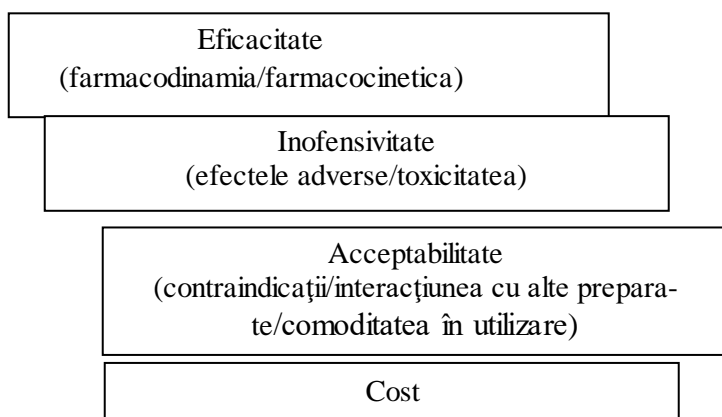 Eficacitate
(farmacodinamia/farmacocinetica)
Inofensivitate
(efectele adverse/toxicitatea)
Acceptabilitate
(contraindicaţii/interacţiunea cu alte prepara-
te/comoditatea în utilizare)
Cost